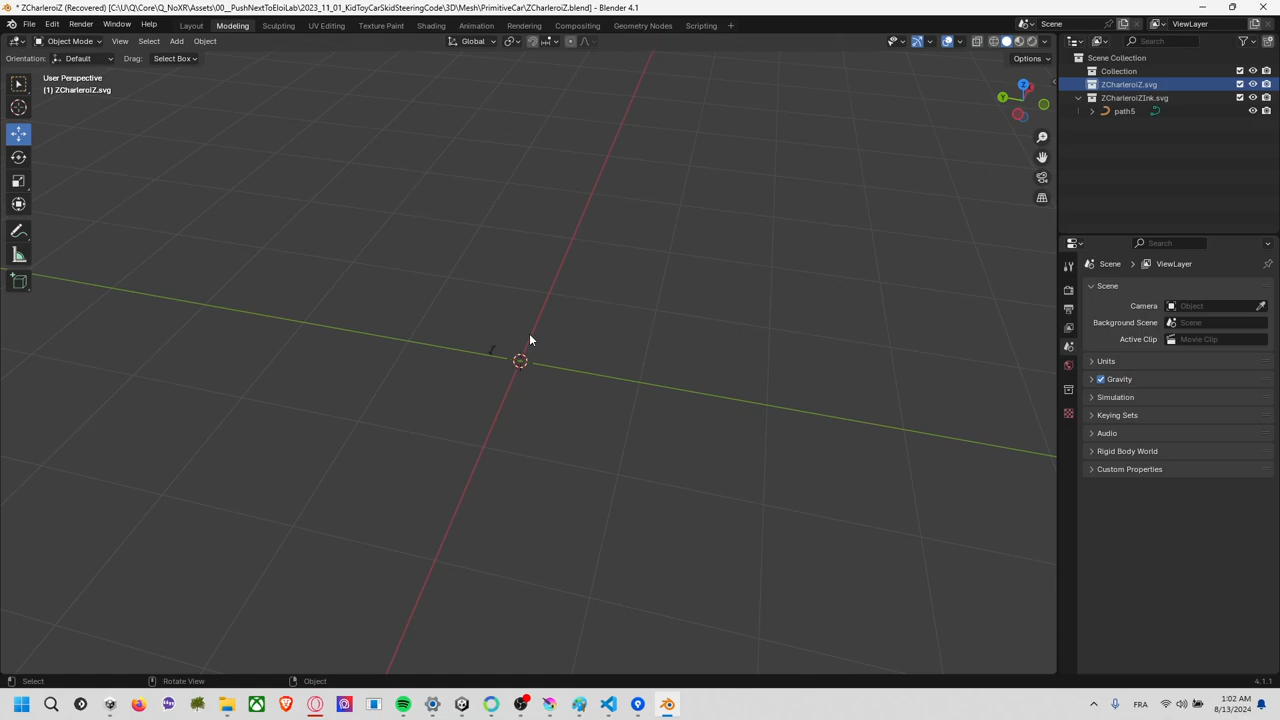 * ZCharleroiZ (Recovered) [C:\U\Q\Core\Q_NoXR\Assets\00__PushNextToEloiLab\2023_11_01_KidToyCarSkidSteeringCode\3D\Mesh\PrimitiveCar\ZCharleroiZ.blend] - Blender 4.1
File Edit Render Window Help Layout Modeling Sculpting UV Editing Texture Paint Shading Animation Rendering Compositing Geometry Nodes Scripting + Scene ViewLayer
Object Mode View Select Add Object Global Search
Orientation: Default Drag: Select Box Options
User Perspective
(1) ZCharleroiZ.svg
Z
Y
Scene Collection
Collection
ZCharleroiZ.svg
ZCharleroiZInk.svg
path5
Search
Scene ViewLayer
Scene
Camera Object
Background Scene Scene
Active Clip Movie Clip
Units
Gravity
Simulation
Keying Sets
Audio
Rigid Body World
Custom Properties
Select Rotate View Object 4.1.1
FRA 1:02 AM
8/13/2024